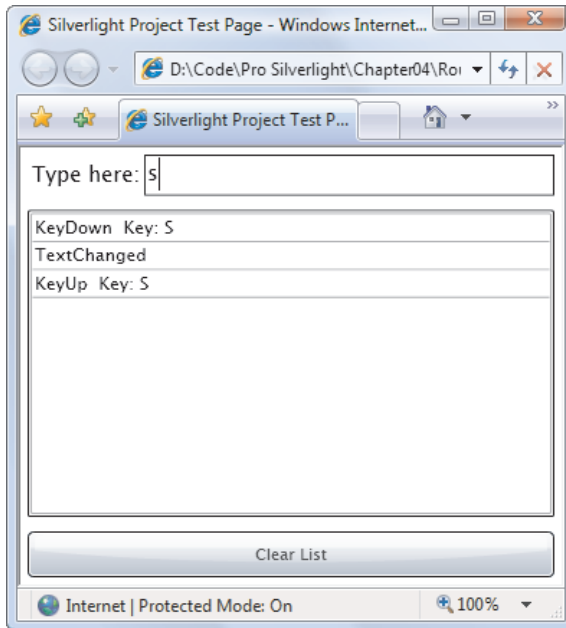 Silverlight Project Test Page - Windows Internet...
D:\Code\Pro Silverlight\Chapter04\Rou
Silverlight Project Test P...
Type here: s
KeyDown Key: S
TextChanged
KeyUp Key: S
Clear List
Internet | Protected Mode: On 100%